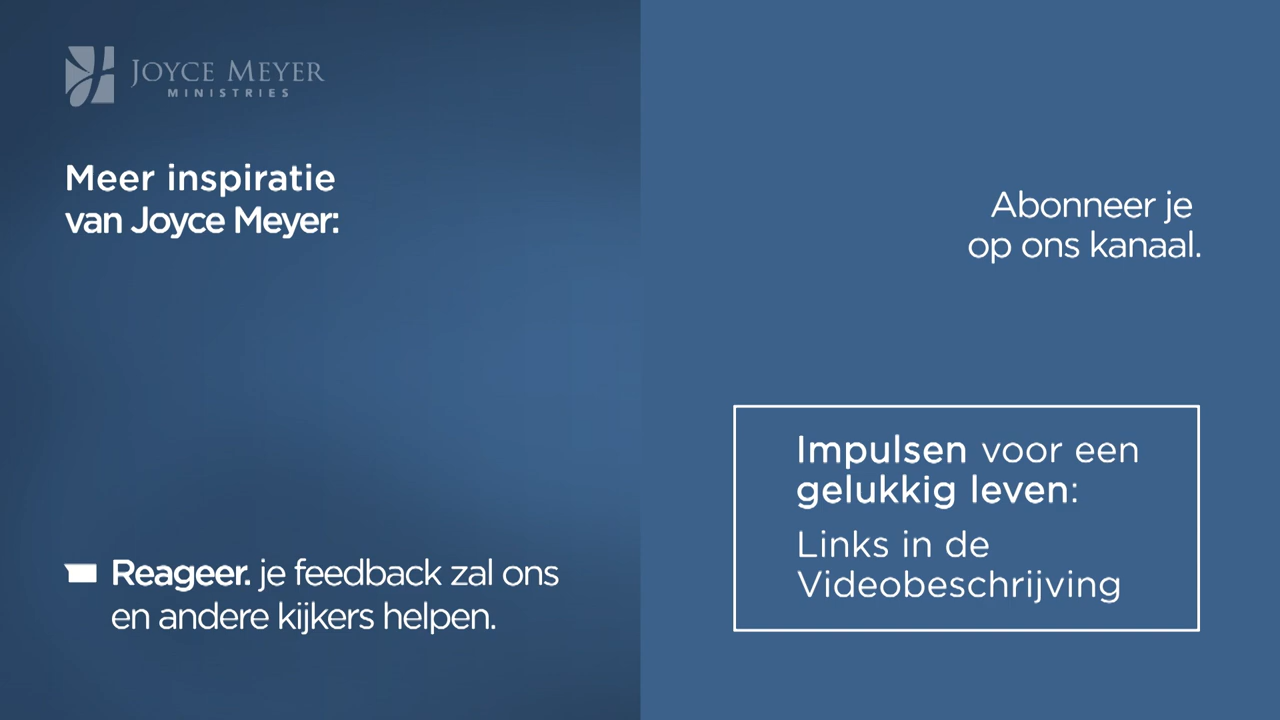 JOYCE MEYER
MINISTRIES
Meer inspiratie
van Joyce Meyer:
Abonneer je
op ons kanaal.
Impulsen voor een
gelukkig leven:
Links in de
Videobeschrijving
Reageer. je feedback zal ons
en andere kijkers helpen.